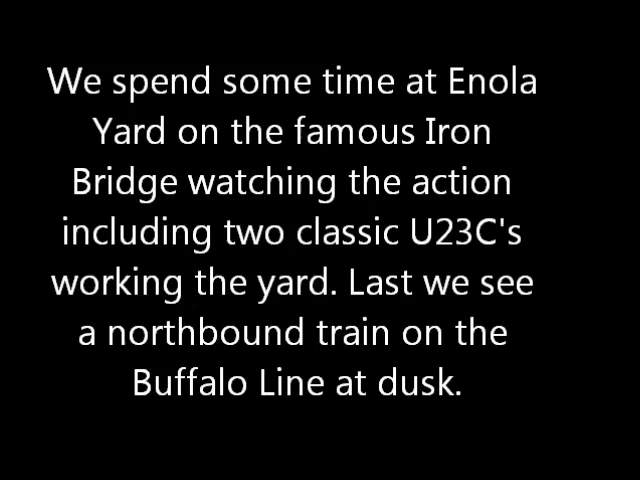 We spend some time at Enola
Yard on the famous Iron
Bridge watching the action
including two classic U23C's
working the yard. Last we see
a northbound train on the
Buffalo Line at dusk.